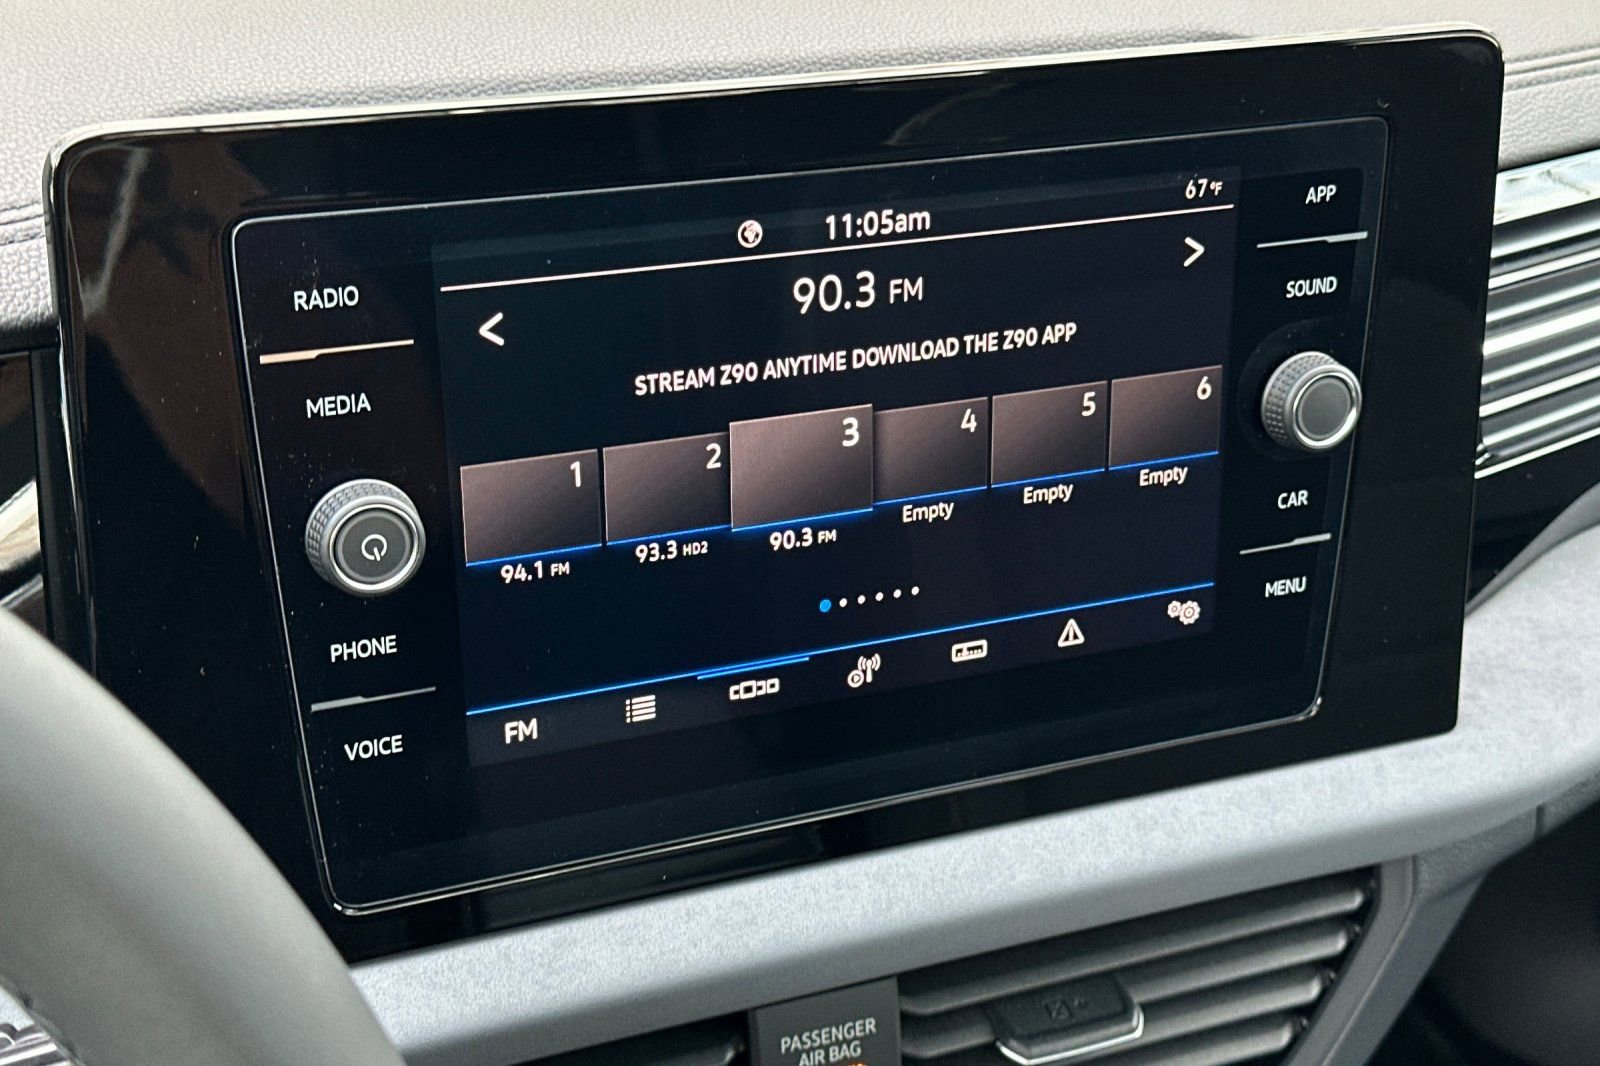 67°F
11:05am
90.3 FM
STREAM Z90 ANYTIME DOWNLOAD THE Z90 APP
1
2
3
4
5
6
94.1 FM
93.3 HD2
90.3 FM
Empty
Empty
Empty
FM
RADIO
MEDIA
PHONE
VOICE
APP
SOUND
CAR
MENU
PASSENGER
AIR BAG